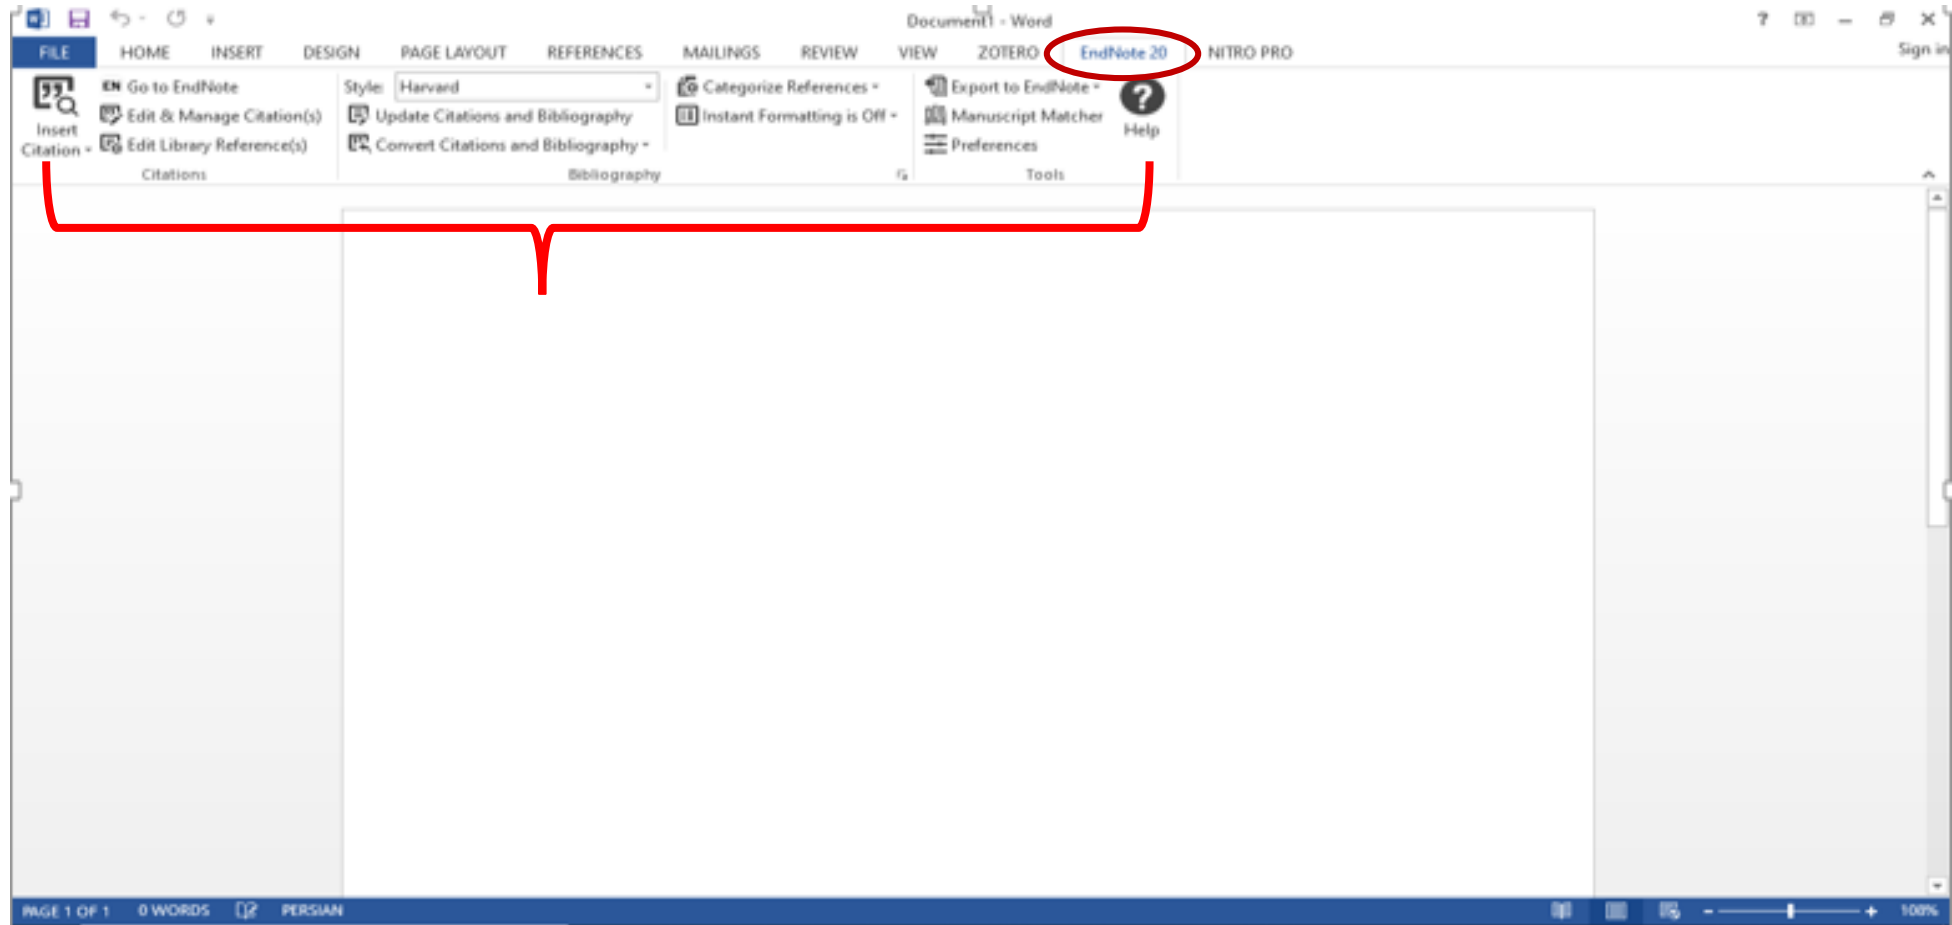 Document1 - Word
FILE HOME INSERT DESIGN PAGE LAYOUT REFERENCES MAILINGS REVIEW VIEW ZOTERO EndNote 20 NITRO PRO Sign in
Insert Citation
EN Go to EndNote
Edit & Manage Citation(s)
Edit Library Reference(s)
Citations
Style: Harvard
Update Citations and Bibliography
Convert Citations and Bibliography
Categorize References
Instant Formatting is Off
Bibliography
Export to EndNote
Manuscript Matcher
Preferences
Help
Tools
PAGE 1 OF 1 0 WORDS PERSIAN 100%